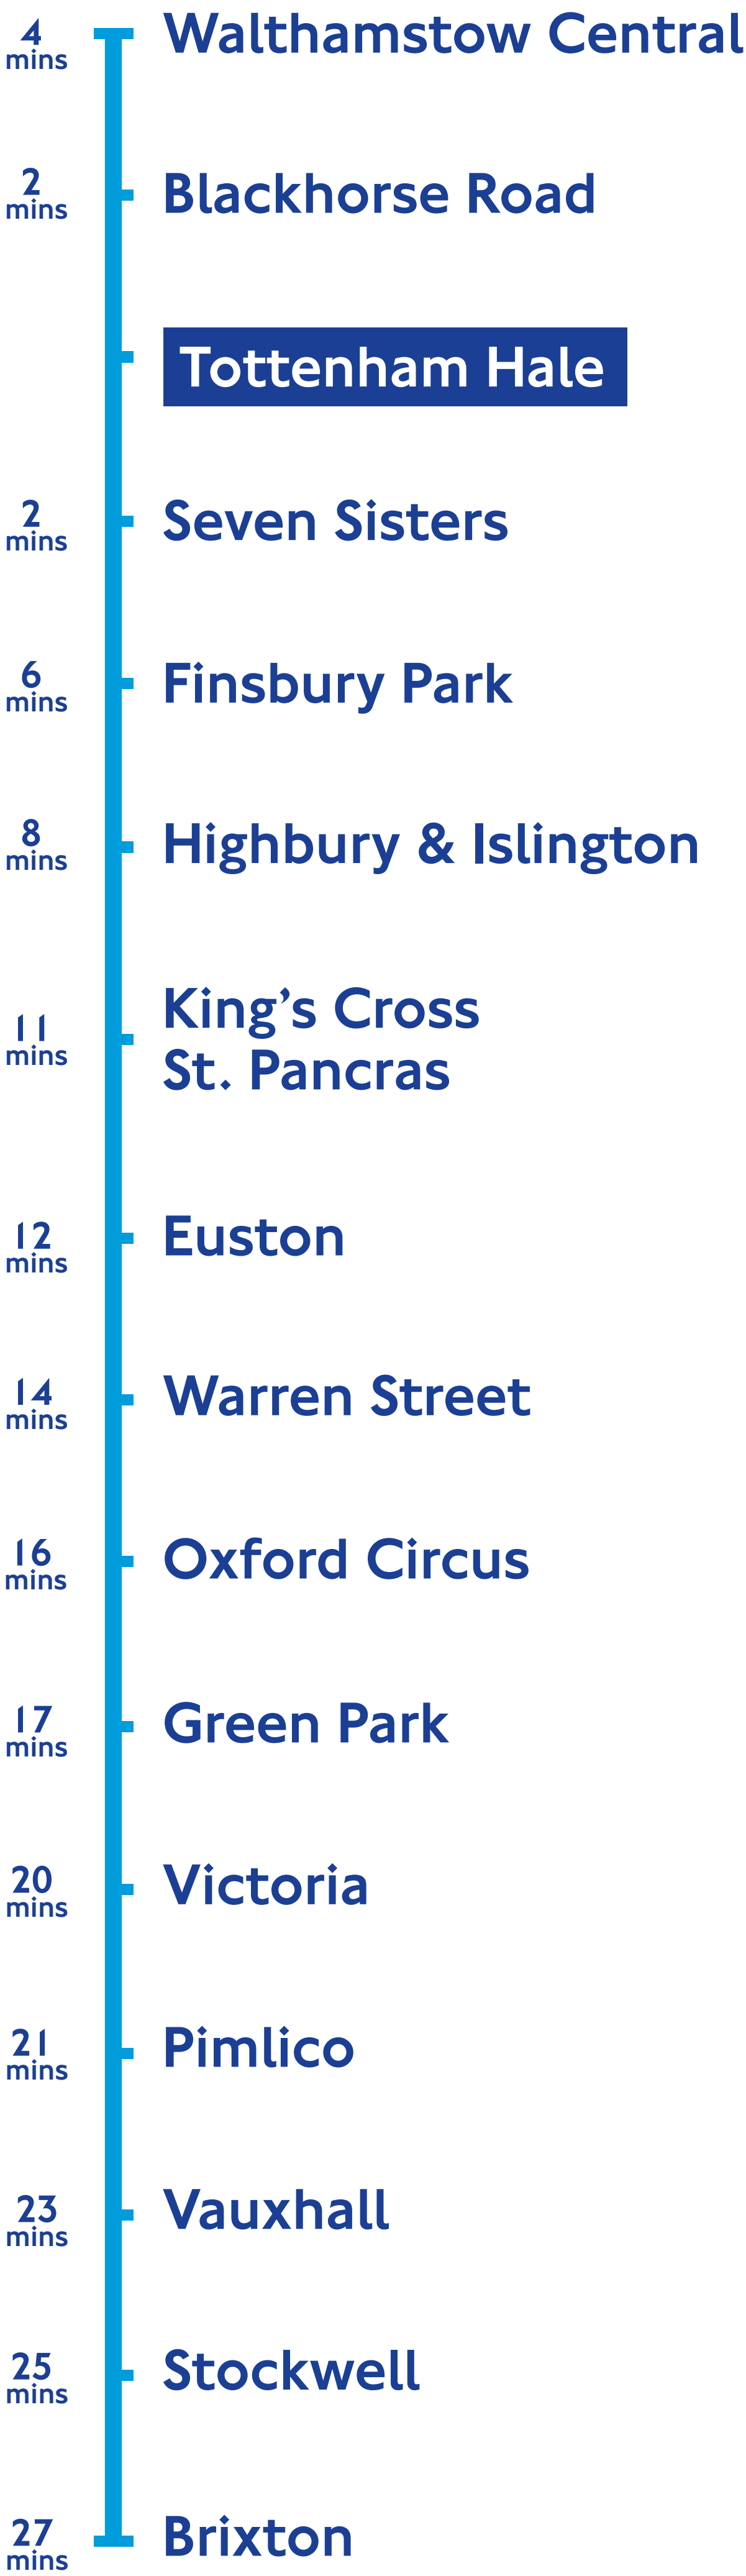 4
mins
Walthamstow Central
2
mins
Blackhorse Road
Tottenham Hale
2
mins
Seven Sisters
6
mins
Finsbury Park
8
mins
Highbury & Islington
11
mins
King’s Cross
St. Pancras
12
mins
Euston
14
mins
Warren Street
16
mins
Oxford Circus
17
mins
Green Park
20
mins
Victoria
21
mins
Pimlico
23
mins
Vauxhall
25
mins
Stockwell
27
mins
Brixton